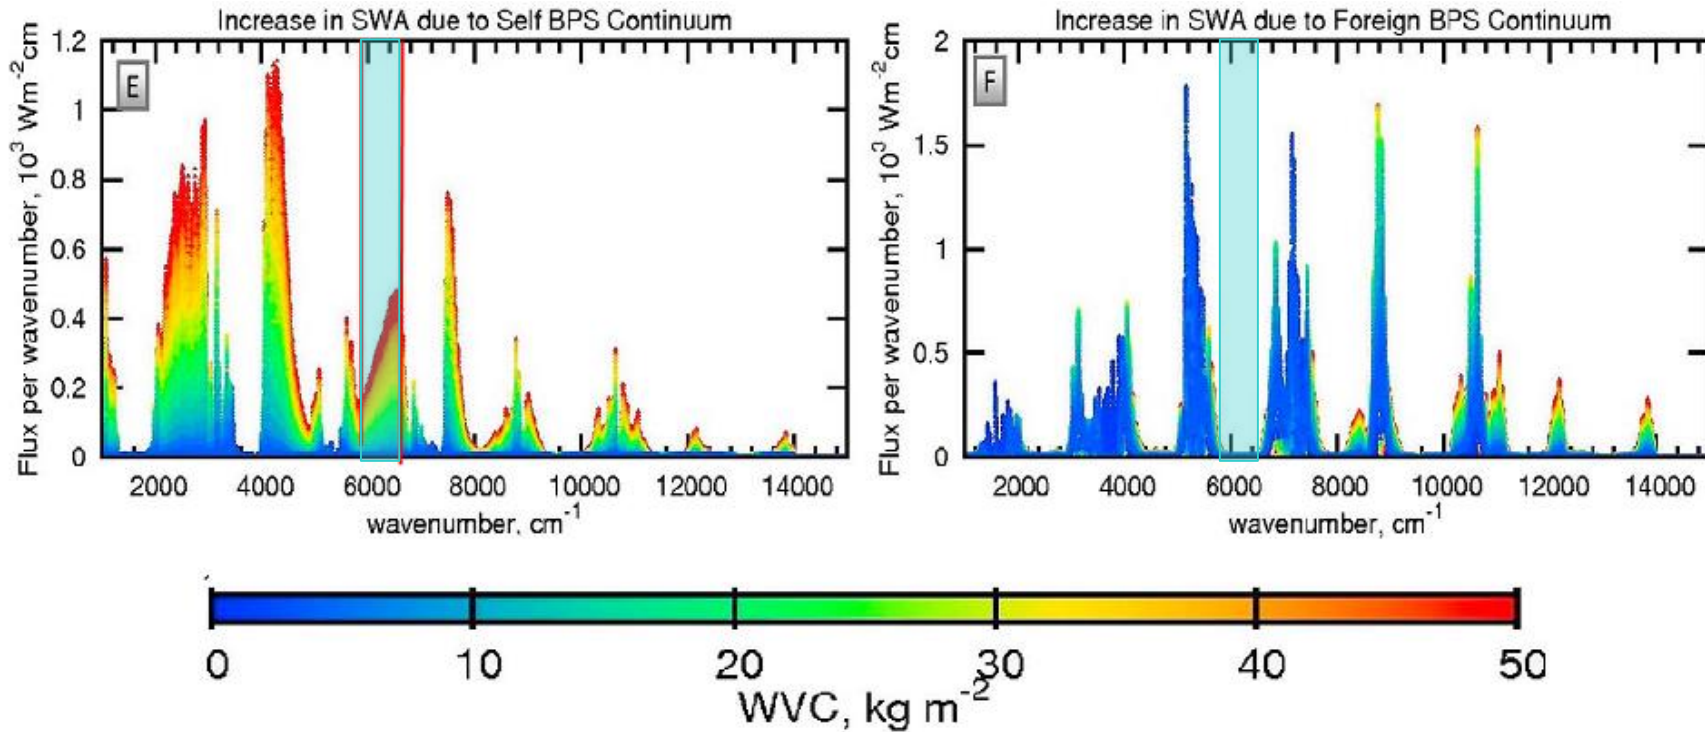 Increase in SWA due to Self BPS Continuum
E
Flux per wavenumber, 10³ Wm⁻²cm
1.2
1
0.8
0.6
0.4
0.2
0
2000 4000 6000 8000 10000 12000 14000
wavenumber, cm⁻¹
Increase in SWA due to Foreign BPS Continuum
F
Flux per wavenumber, 10³ Wm⁻²cm
2
1.5
1
0.5
0
2000 4000 6000 8000 10000 12000 14000
wavenumber, cm⁻¹
0 10 20 30 40 50
WVC, kg m⁻²